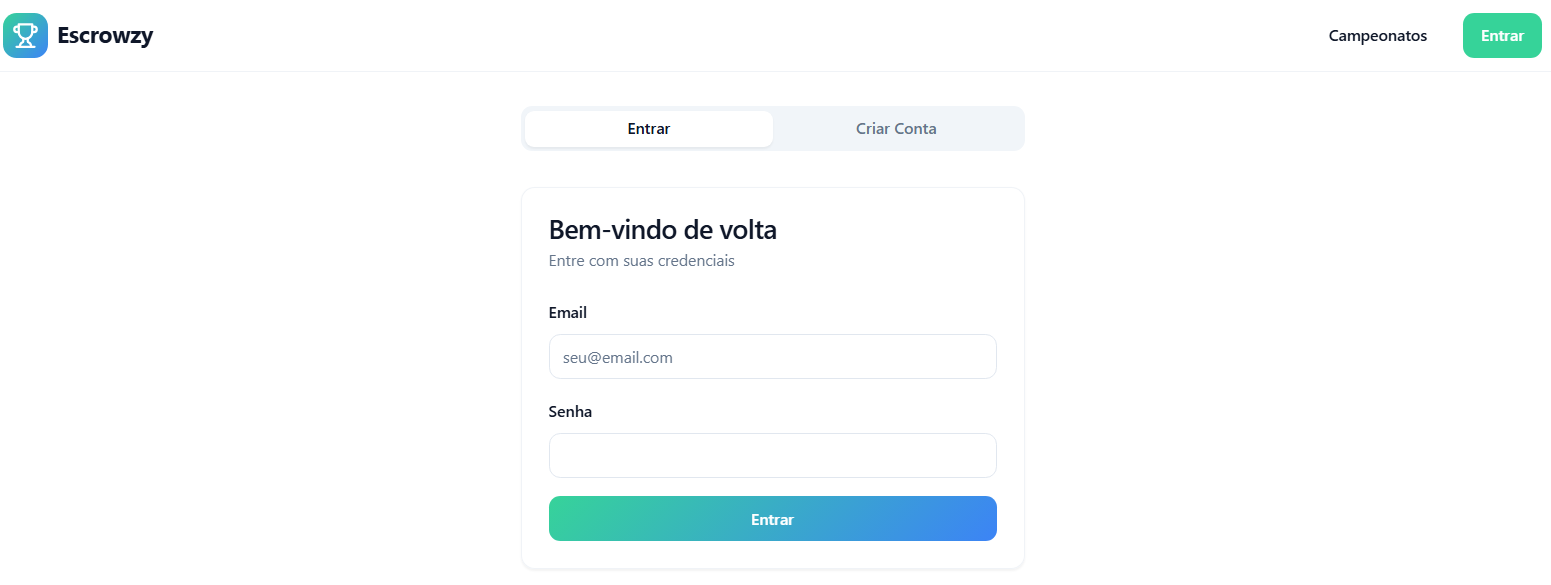 Escrowzy
Campeonatos
Entrar
Entrar
Criar Conta
Bem-vindo de volta
Entre com suas credenciais
Email
seu@email.com
Senha
Entrar